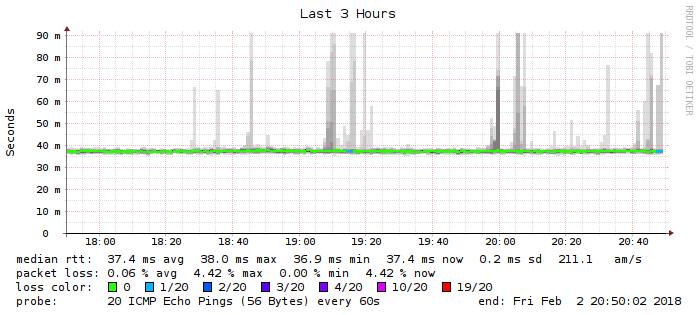 Last 3 Hours
RRDTOOL / TOBI OETIKER
Seconds
90 m
80 m
70 m
60 m
50 m
40 m
30 m
20 m
10 m
0
18:00 18:20 18:40 19:00 19:20 19:40 20:00 20:20 20:40
median rtt: 37.4 ms avg 38.0 ms max 36.9 ms min 37.4 ms now 0.2 ms sd 211.1 am/s
packet loss: 0.06 % avg 4.42 % max 0.00 % min 4.42 % now
loss color: 0 1/20 2/20 3/20 4/20 10/20 19/20
probe: 20 ICMP Echo Pings (56 Bytes) every 60s end: Fri Feb 2 20:50:02 2018